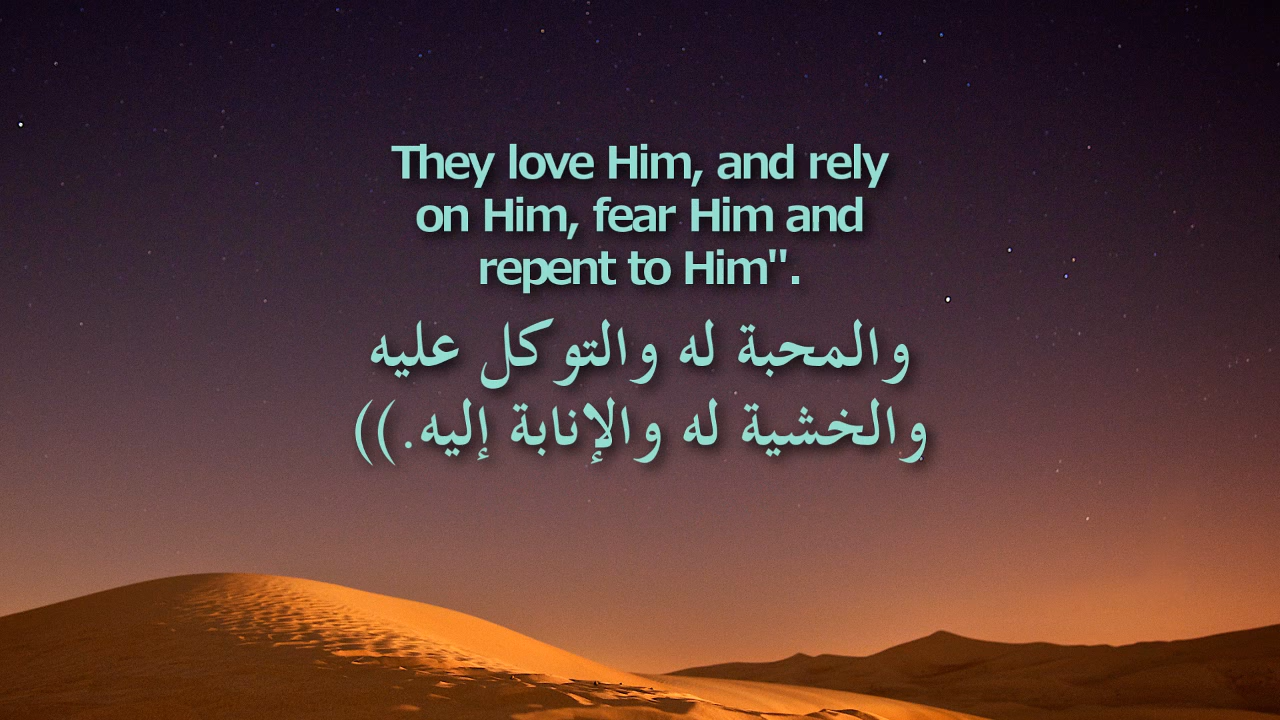 They love Him, and rely
on Him, fear Him and
repent to Him".
والمحبة له والتوكل عليه
والخشية له والإنابة إليه.))